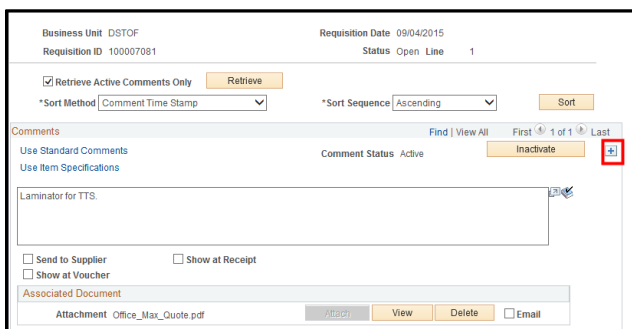 Business Unit DSTOF Requisition Date 09/04/2015
Requisition ID 100007081 Status Open Line 1
Retrieve Active Comments Only Retrieve
*Sort Method Comment Time Stamp *Sort Sequence Ascending Sort
Comments Find | View All First 1 of 1 Last
Use Standard Comments Comment Status Active Inactivate
Use Item Specifications
Laminator for TTS.
Send to Supplier Show at Receipt
Show at Voucher
Associated Document
Attachment Office_Max_Quote.pdf Attach View Delete Email